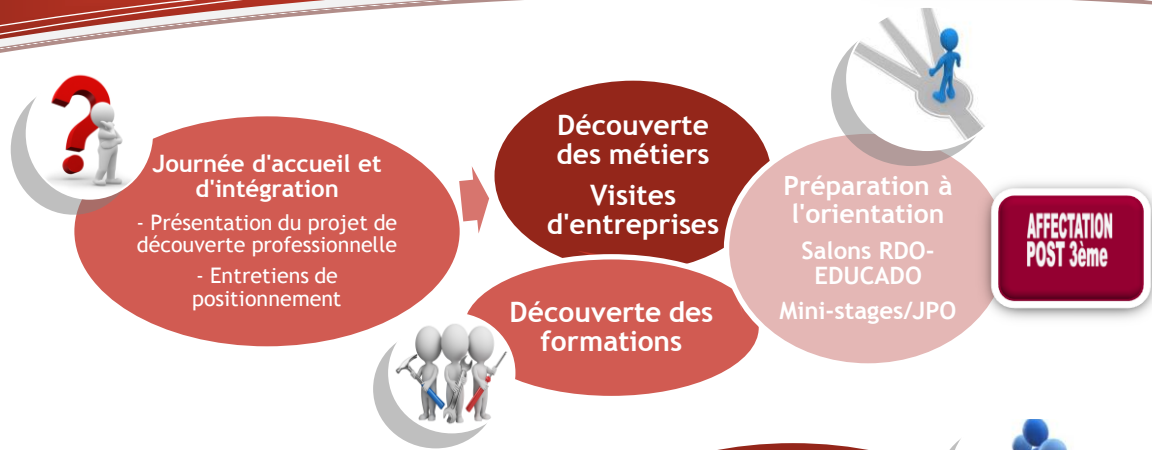 Journée d'accueil et
d'intégration
- Présentation du projet de
découverte professionnelle
- Entretiens de
positionnement
Découverte
des métiers
Visites
d'entreprises
Découverte des
formations
Préparation à
l'orientation
Salons RDO-
EDUCADO
Mini-stages/JPO
AFFECTATION
POST 3ème